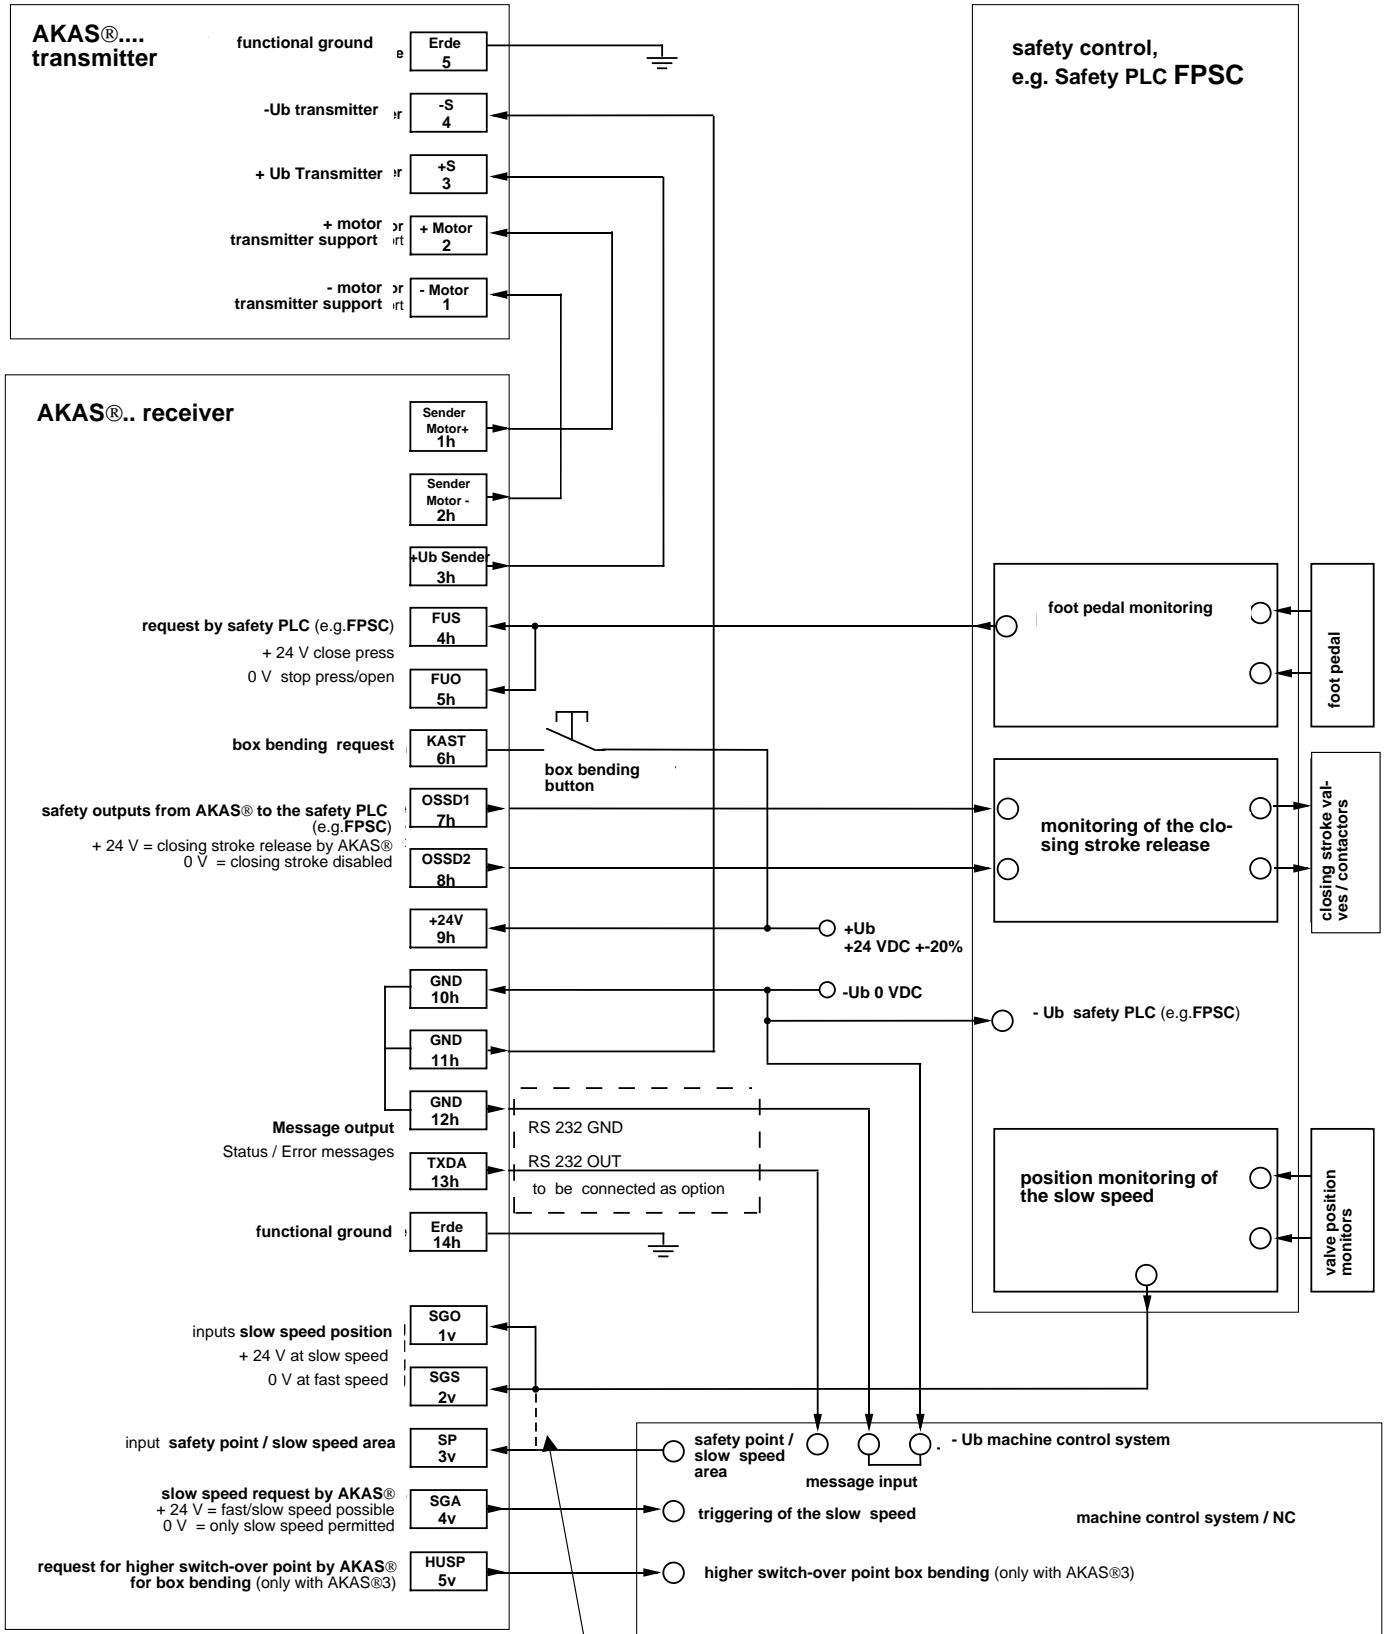 AKAS®....
transmitter
functional ground
Erde
5
-Ub transmitter
-S
4
+ Ub Transmitter
+S
3
+ motor
transmitter support
+ Motor
2
- motor
transmitter support
- Motor
1
safety control,
e.g. Safety PLC FPSC
AKAS®.. receiver
Sender
Motor+
1h
Sender
Motor -
2h
+Ub Sender
3h
request by safety PLC (e.g.FPSC)
+ 24 V close press
0 V stop press/open
FUS
4h
FUO
5h
foot pedal monitoring
foot pedal
box bending request
KAST
6h
box bending
button
safety outputs from AKAS® to the safety PLC
(e.g.FPSC)
+ 24 V = closing stroke release by AKAS®
0 V = closing stroke disabled
OSSD1
7h
OSSD2
8h
monitoring of the clo-
sing stroke release
closing stroke val-
ves / contactors
+24V
9h
+Ub
+24 VDC +-20%
GND
10h
-Ub 0 VDC
- Ub safety PLC (e.g.FPSC)
GND
11h
GND
12h
Message output
Status / Error messages
TXDA
13h
RS 232 GND
RS 232 OUT
to be connected as option
functional ground
Erde
14h
position monitoring of
the slow speed
valve position
monitors
inputs slow speed position
+ 24 V at slow speed
0 V at fast speed
SGO
1v
SGS
2v
input safety point / slow speed area
SP
3v
safety point /
slow speed
area
message input
- Ub machine control system
slow speed request by AKAS®
+ 24 V = fast/slow speed possible
0 V = only slow speed permitted
SGA
4v
triggering of the slow speed
machine control system / NC
request for higher switch-over point by AKAS®
for box bending (only with AKAS®3)
HUSP
5v
higher switch-over point box bending (only with AKAS®3)